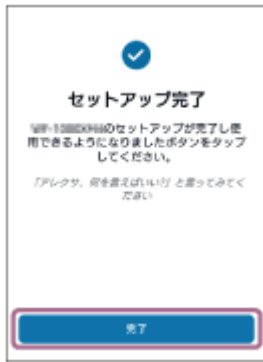 セットアップ完了
のセットアップが完了し使
用できるようになりましたボタンをタップ
してください。
「アレクサ、何を言えばいい?」と言ってみてく
ださい
完了